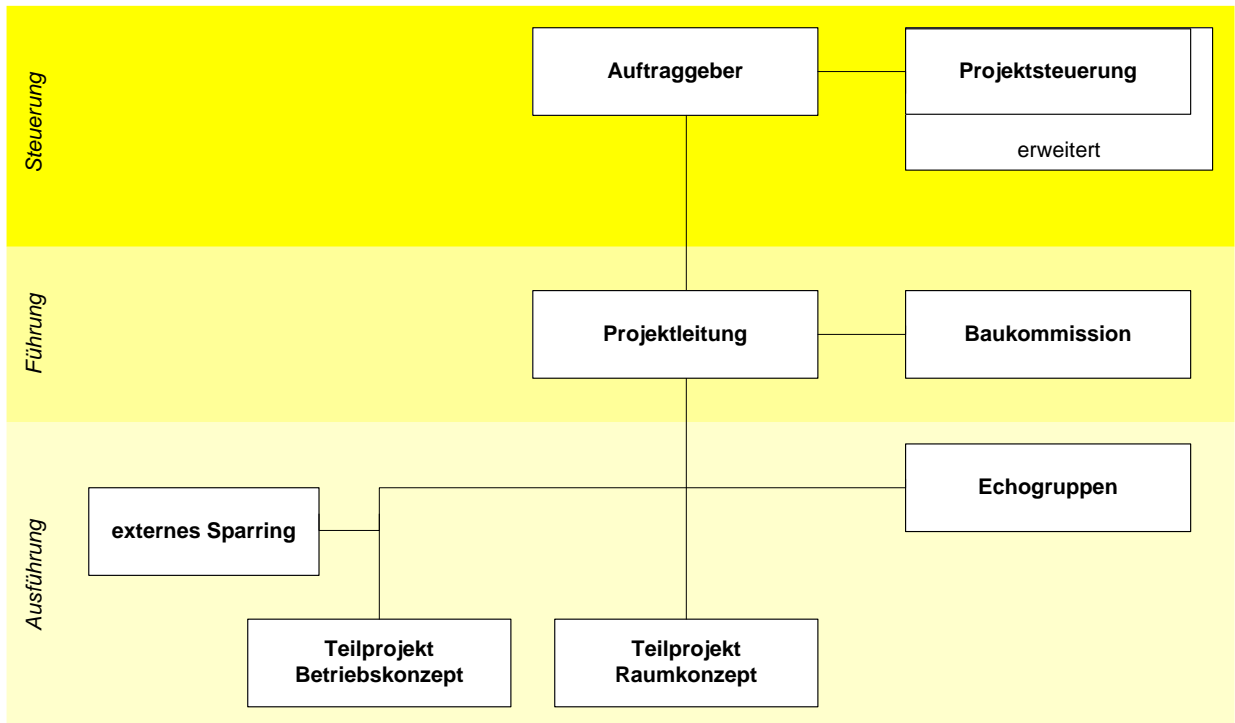 Steuerung
Auftraggeber
Projektsteuerung
erweitert
Führung
Projektleitung
Baukommission
Ausführung
Echogruppen
externes Sparring
Teilprojekt
Betriebskonzept
Teilprojekt
Raumkonzept